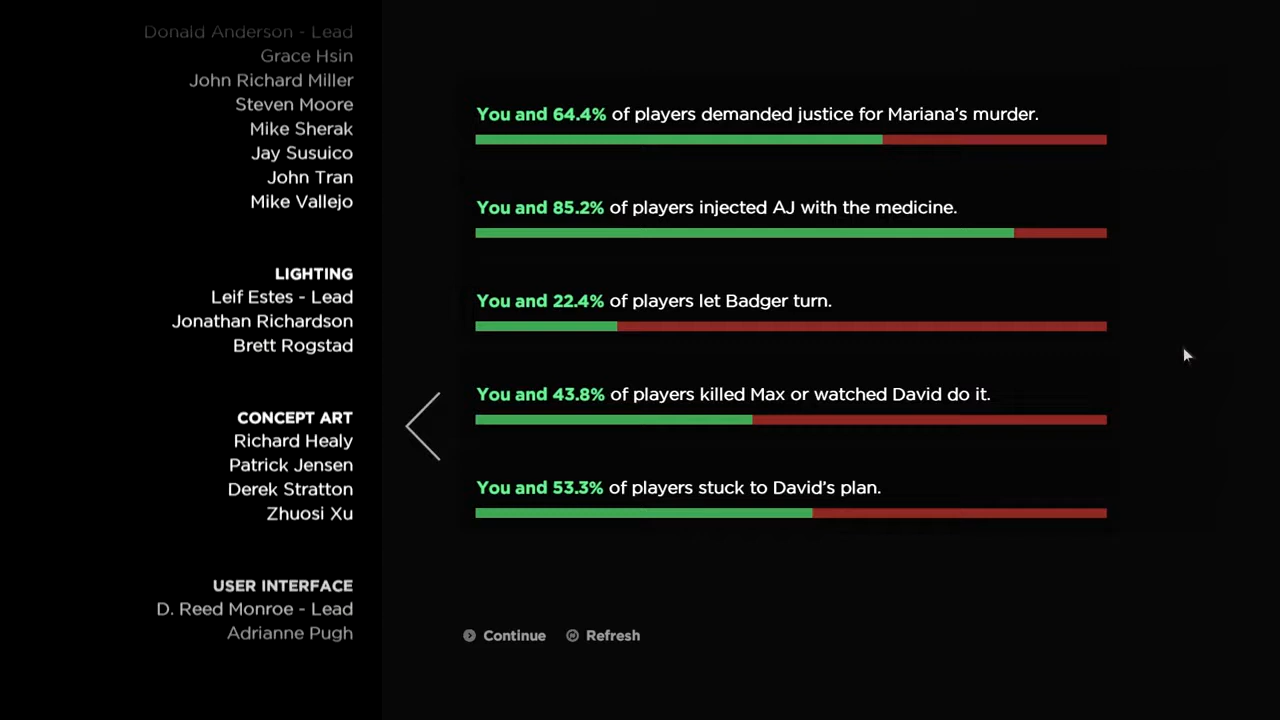 Donald Anderson - Lead
Grace Hsin
John Richard Miller
Steven Moore
Mike Sherak
Jay Susuico
John Tran
Mike Vallejo
LIGHTING
Leif Estes - Lead
Jonathan Richardson
Brett Rogstad
CONCEPT ART
Richard Healy
Patrick Jensen
Derek Stratton
Zhuosi Xu
USER INTERFACE
D. Reed Monroe - Lead
Adrianne Pugh
You and 64.4% of players demanded justice for Mariana's murder.
You and 85.2% of players injected AJ with the medicine.
You and 22.4% of players let Badger turn.
You and 43.8% of players killed Max or watched David do it.
You and 53.3% of players stuck to David's plan.
Continue Refresh